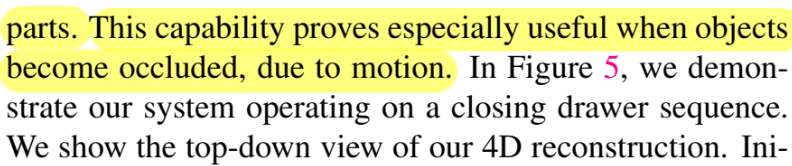 parts. This capability proves especially useful when objects
become occluded, due to motion. In Figure 5, we demon-
strate our system operating on a closing drawer sequence.
We show the top-down view of our 4D reconstruction. Ini-